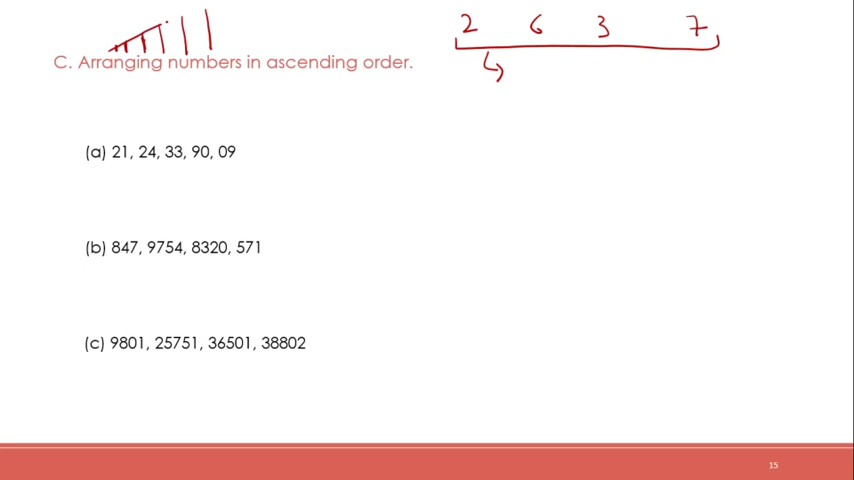 2 6 3 7
C. Arranging numbers in ascending order.
(a) 21, 24, 33, 90, 09
(b) 847, 9754, 8320, 571
(c) 9801, 25751, 36501, 38802
15